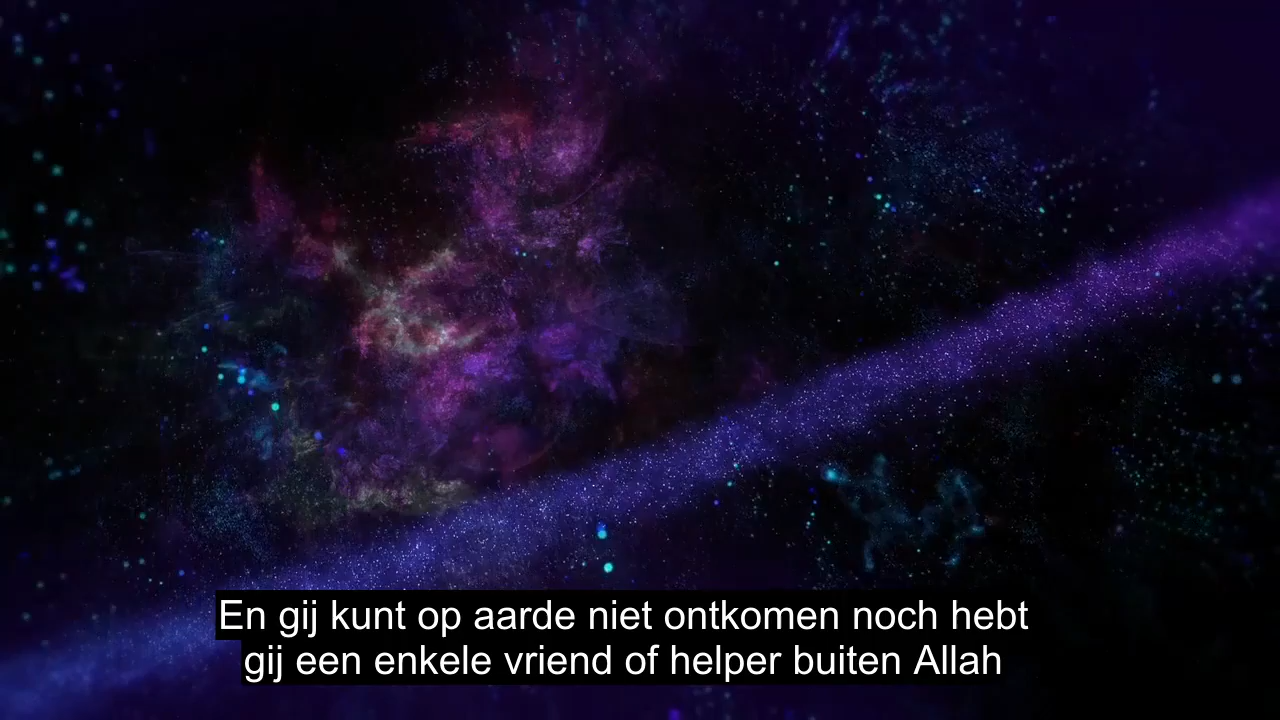 En gij kunt op aarde niet ontkomen noch hebt
gij een enkele vriend of helper buiten Allah